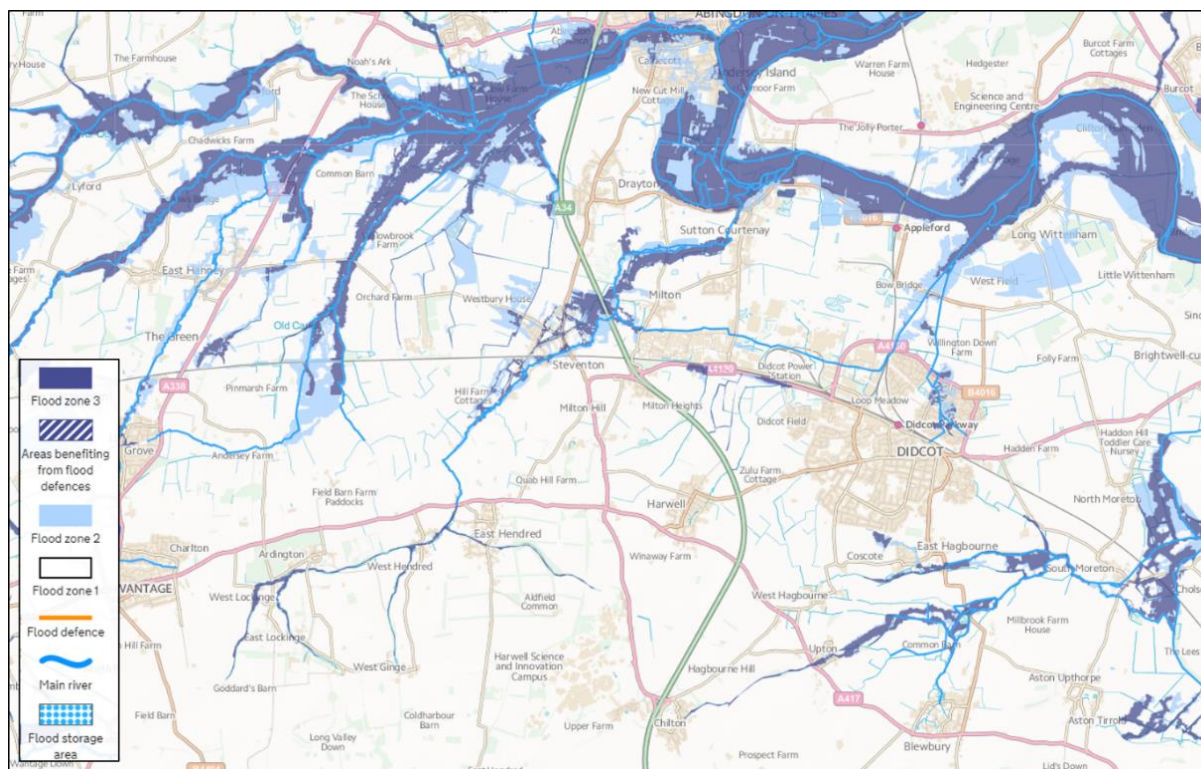 ABINGDON-ON-THAMES
Burcot Farm
Cottages
The Farmhouse
Noah's Ark
Caldecott
Andersey Island
Warren Farm
House
Hedgester
Burcot
New Cut Mill
Cottage
Science and
Engineering Centre
The Jolly Porter
Chadwicks Farm
Common Barn
Lyford
Drayton
A34
Sutton Courtenay
Appleford
Long Wittenham
East Hanney
Orchard Farm
Westbury House
Milton
Bow Bridge
West Field
Little Wittenham
The Green
Willington Down
Farm
Folly Farm
Steventon
A4130
Didcot Power
Station
A338
Pinmarsh Farm
Hill Farm
Cottages
Milton Hill
Milton Heights
Didcot Field
Loop Meadow
B4016
Didcot Parkway
Haddon Hill
Toddler Care
Nursery
Grove
Andersey Farm
DIDCOT
Hadden Farm
Zulu Farm
Cottage
Quab Hill Farm
Field Barn Farm
Paddocks
Harwell
North Moreton
East Hendred
Charlton
Ardington
West Hendred
Winaway Farm
Coscote
East Hagbourne
South Moreton
WANTAGE
West Lockinge
Aldfield
Common
West Hagbourne
Millbrook Farm
House
East Lockinge
West Ginge
Harwell Science
and Innovation
Campus
Hagbourne Hill
Upton
Common Barn
The Lees
Goddard's Barn
Aston Upthorpe
Field Barn
Coldharbour
Barn
Upper Farm
Chilton
A417
Aston Tirrold
Long Valley
Down
Blewbury
Prospect Farm
Lid's Down
Flood zone 3
Areas benefiting
from flood
defences
Flood zone 2
Flood zone 1
Flood defence
Main river
Flood storage
area